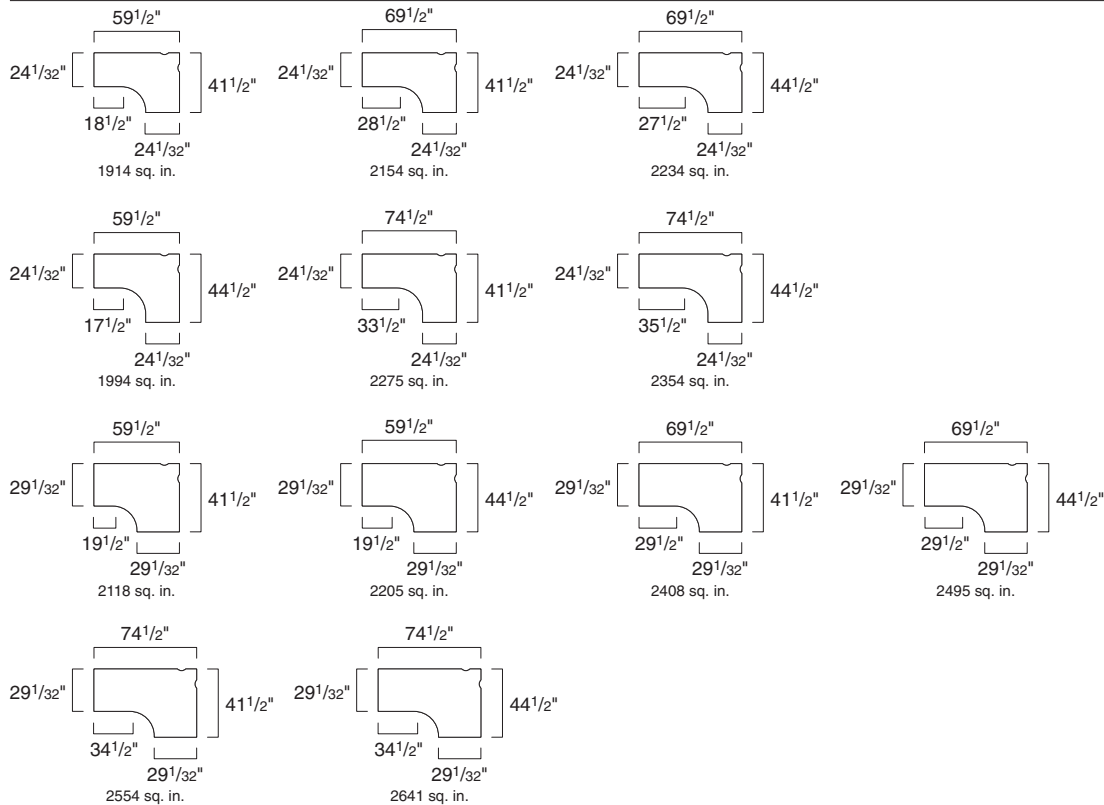 59 1/2" 69 1/2" 69 1/2"
24 1/32" 41 1/2" 24 1/32" 41 1/2" 24 1/32" 44 1/2"
18 1/2" 28 1/2" 27 1/2"
24 1/32" 24 1/32" 24 1/32"
1914 sq. in. 2154 sq. in. 2234 sq. in.
59 1/2" 74 1/2" 74 1/2"
24 1/32" 44 1/2" 24 1/32" 41 1/2" 24 1/32" 44 1/2"
17 1/2" 33 1/2" 35 1/2"
24 1/32" 24 1/32" 24 1/32"
1994 sq. in. 2275 sq. in. 2354 sq. in.
59 1/2" 59 1/2" 69 1/2" 69 1/2"
29 1/32" 41 1/2" 29 1/32" 44 1/2" 29 1/32" 41 1/2" 29 1/32" 44 1/2"
19 1/2" 19 1/2" 29 1/2" 29 1/2"
29 1/32" 29 1/32" 29 1/32" 29 1/32"
2118 sq. in. 2205 sq. in. 2408 sq. in. 2495 sq. in.
74 1/2" 74 1/2"
29 1/32" 41 1/2" 29 1/32" 44 1/2"
34 1/2" 34 1/2"
29 1/32" 29 1/32"
2554 sq. in. 2641 sq. in.